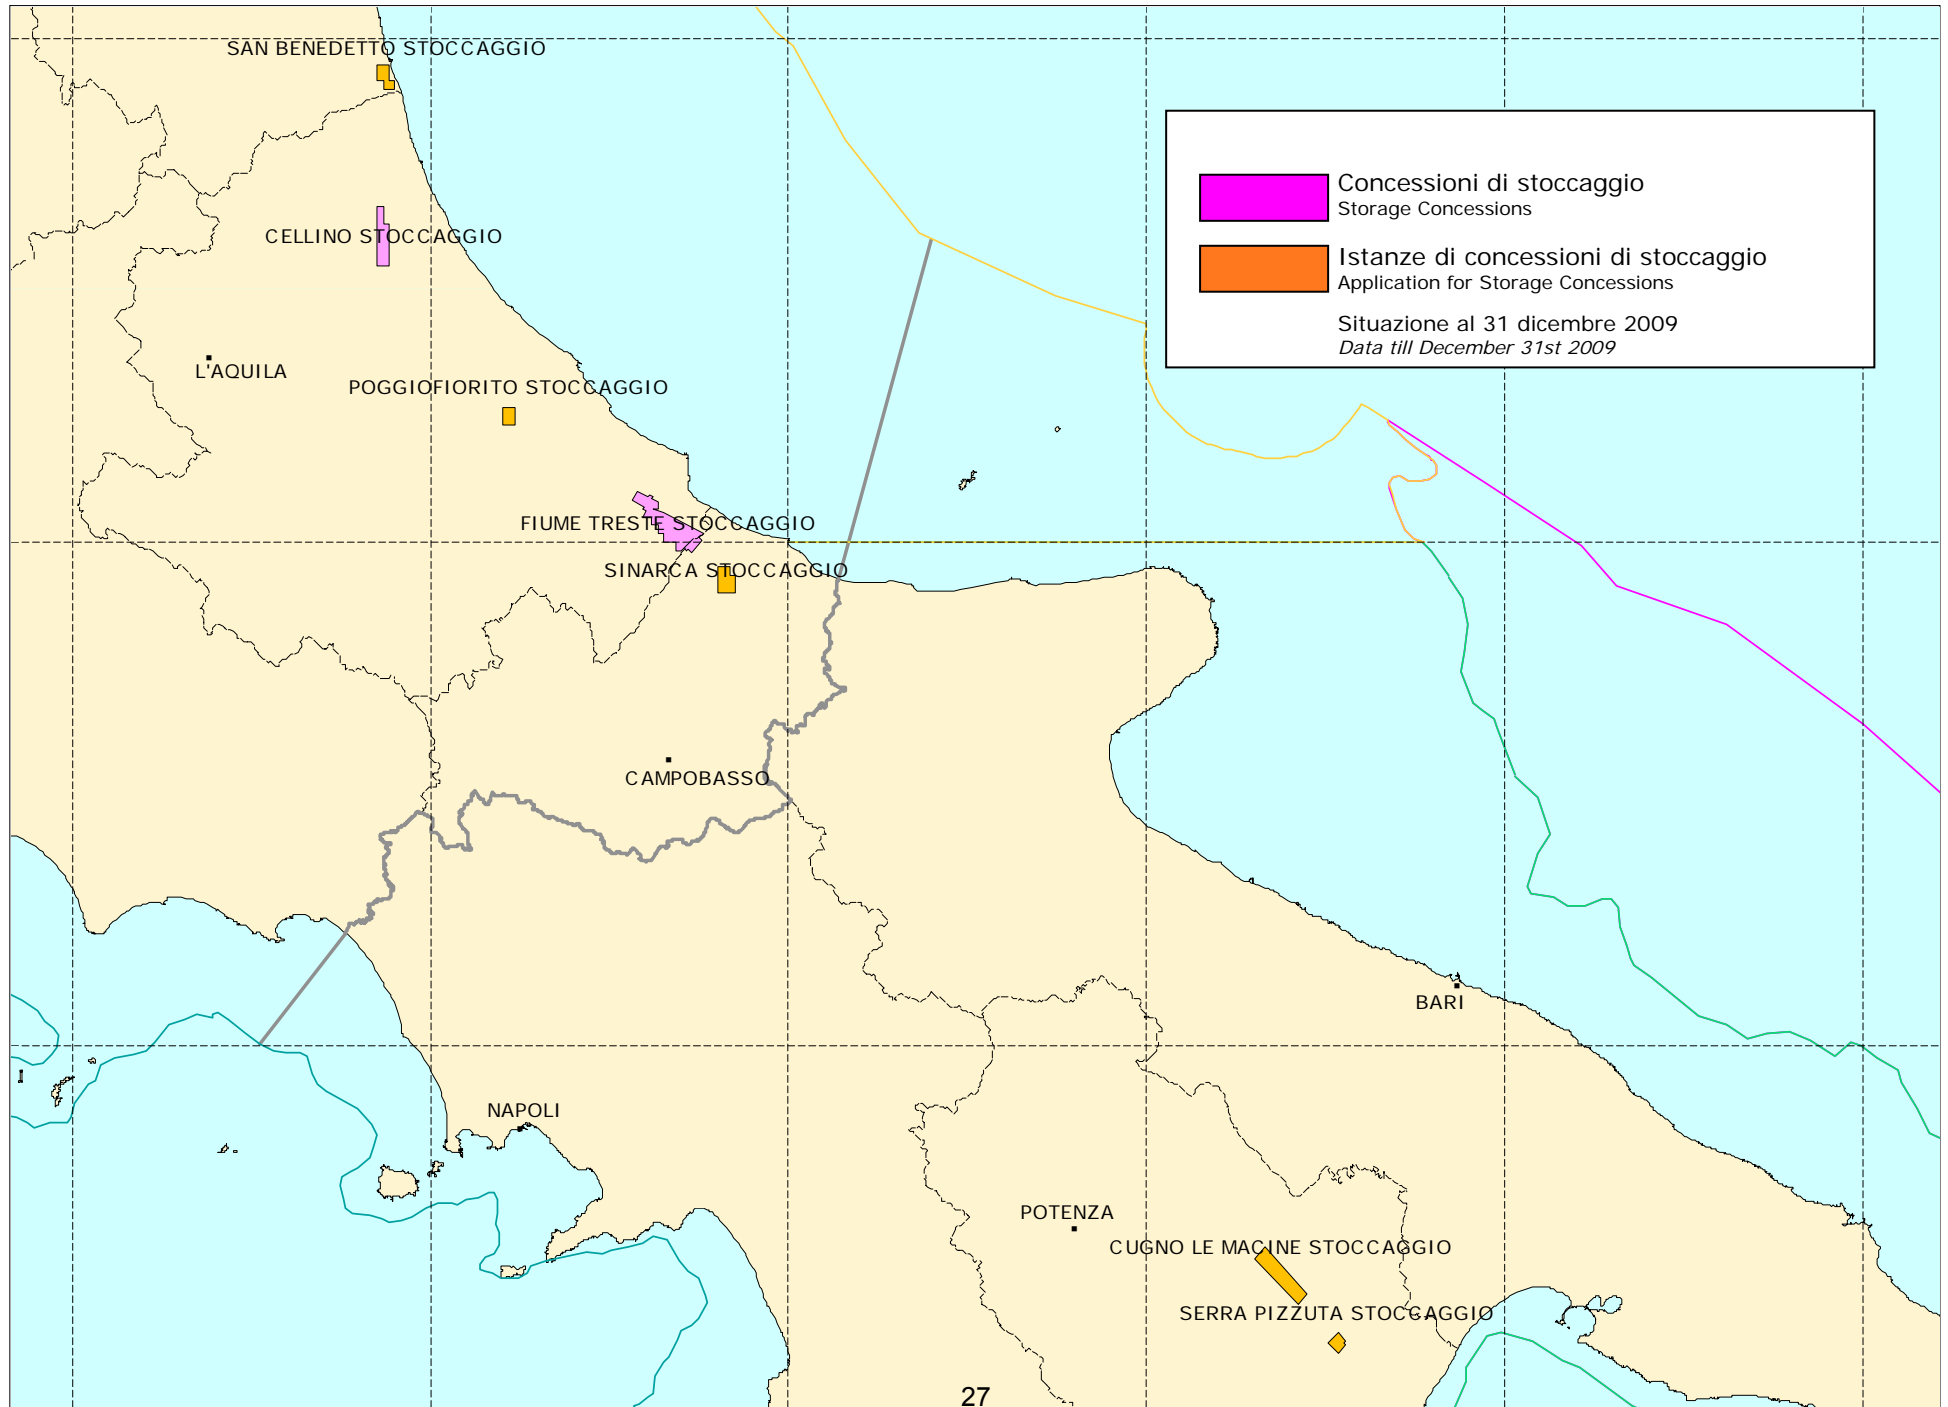 SAN BENEDETTO STOCCAGGIO
Concessioni di stoccaggio
Storage Concessions
CELLINO STOCCAGGIO
Istanze di concessioni di stoccaggio
Application for Storage Concessions
Situazione al 31 dicembre 2009
Data till December 31st 2009
L'AQUILA
POGGIOFIORITO STOCCAGGIO
FIUME TRESTE STOCCAGGIO
SINARCA STOCCAGGIO
CAMPOBASSO
BARI
NAPOLI
POTENZA
CUGNO LE MACINE STOCCAGGIO
SERRA PIZZUTA STOCCAGGIO
27